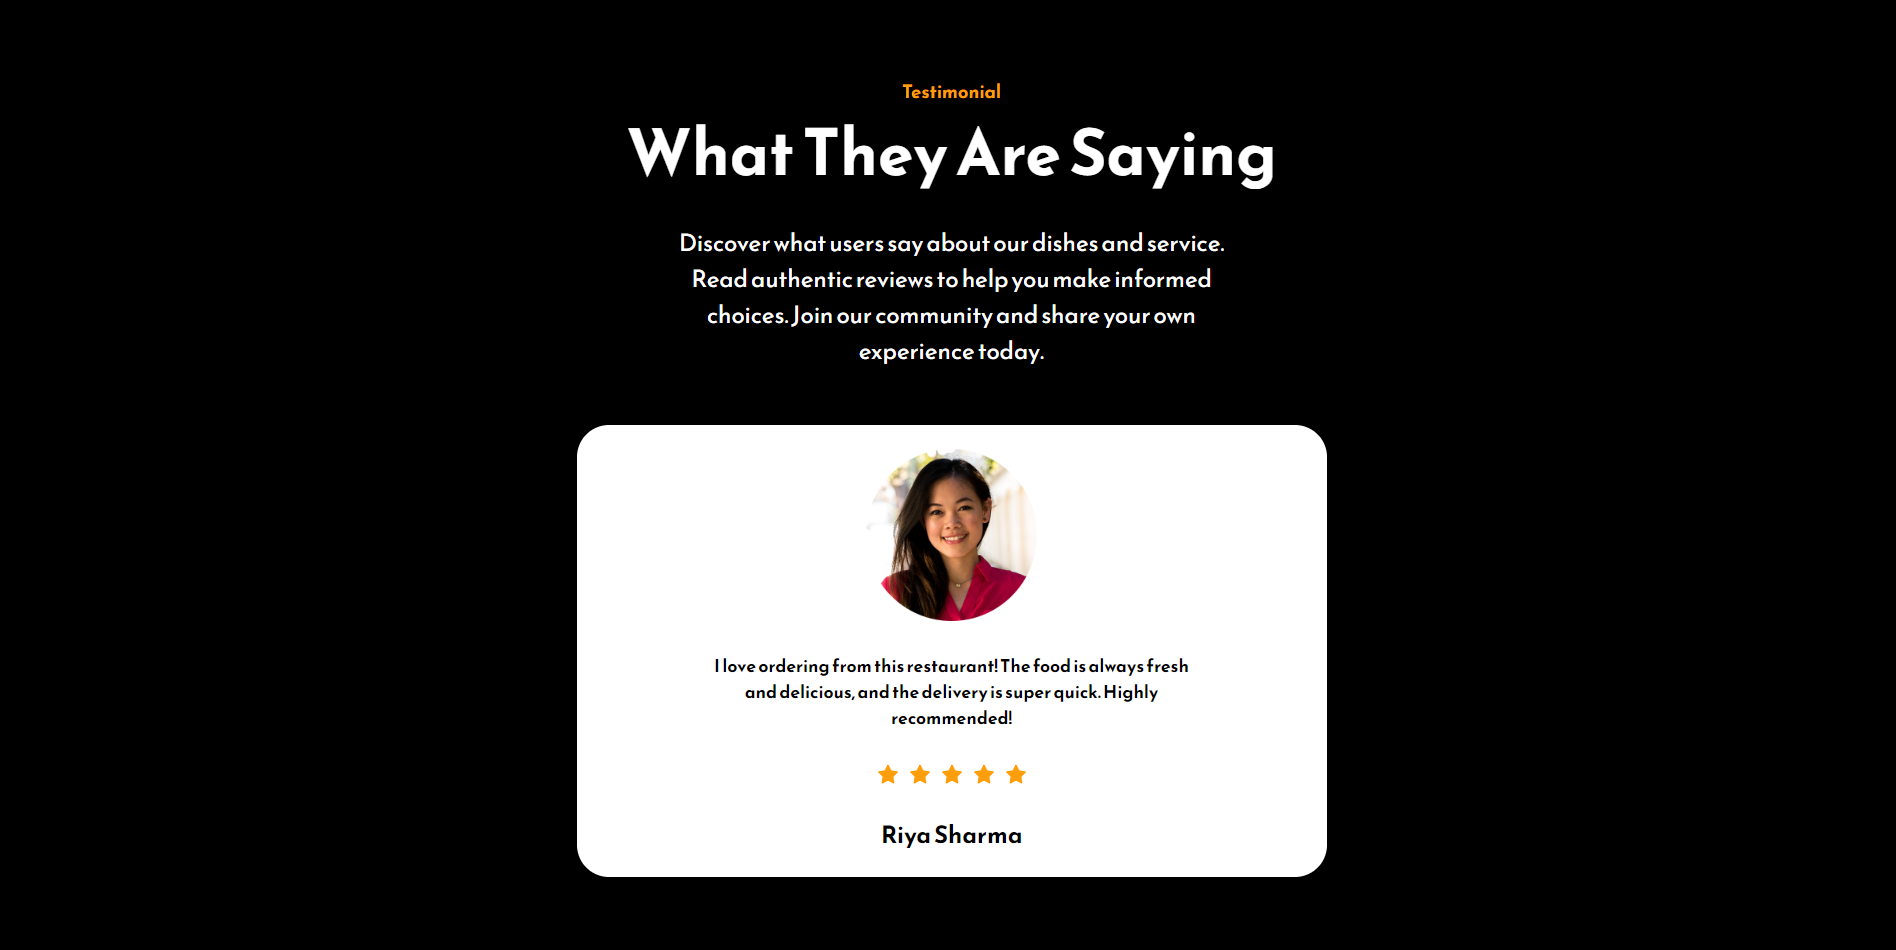 Testimonial
What They Are Saying
Discover what users say about our dishes and service.
Read authentic reviews to help you make informed
choices. Join our community and share your own
experience today.
I love ordering from this restaurant! The food is always fresh
and delicious, and the delivery is super quick. Highly
recommended!
Riya Sharma